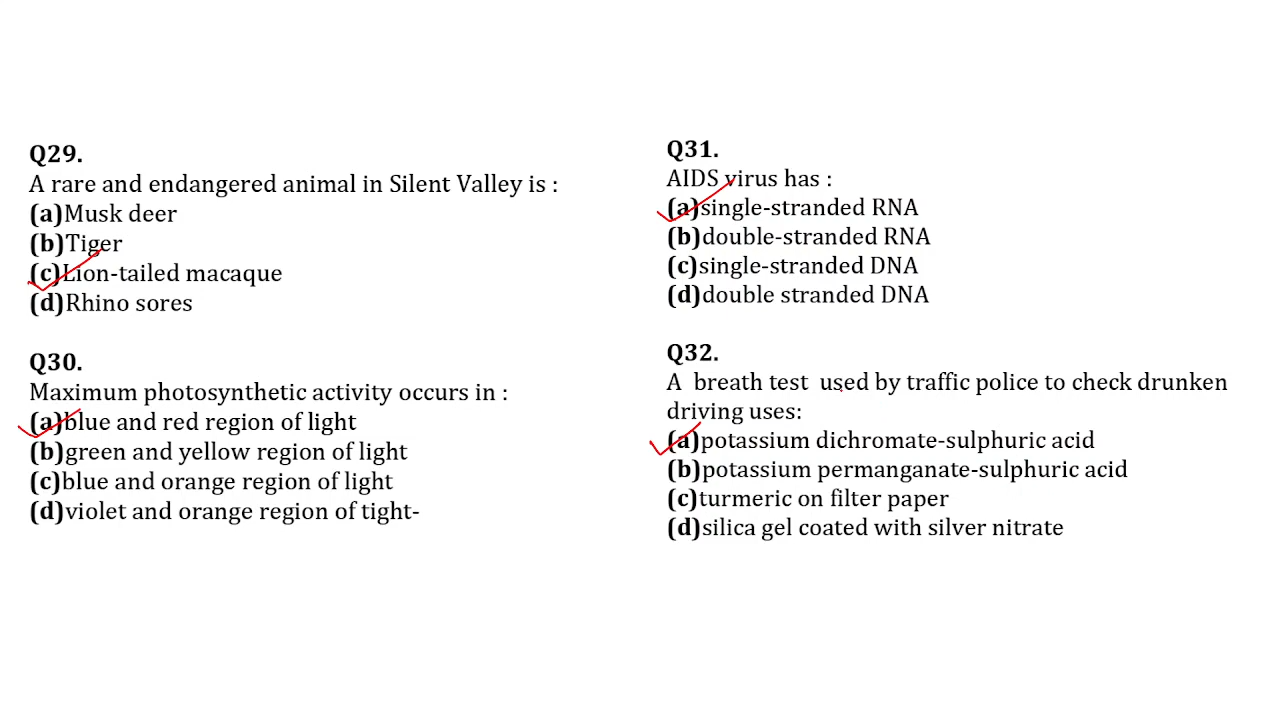 Q29.
A rare and endangered animal in Silent Valley is :
(a)Musk deer
(b)Tiger
(c)Lion-tailed macaque
(d)Rhino sores
Q30.
Maximum photosynthetic activity occurs in :
(a)blue and red region of light
(b)green and yellow region of light
(c)blue and orange region of light
(d)violet and orange region of tight-
Q31.
AIDS virus has :
(a)single-stranded RNA
(b)double-stranded RNA
(c)single-stranded DNA
(d)double stranded DNA
Q32.
A breath test used by traffic police to check drunken
driving uses:
(a)potassium dichromate-sulphuric acid
(b)potassium permanganate-sulphuric acid
(c)turmeric on filter paper
(d)silica gel coated with silver nitrate